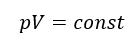 pV = const